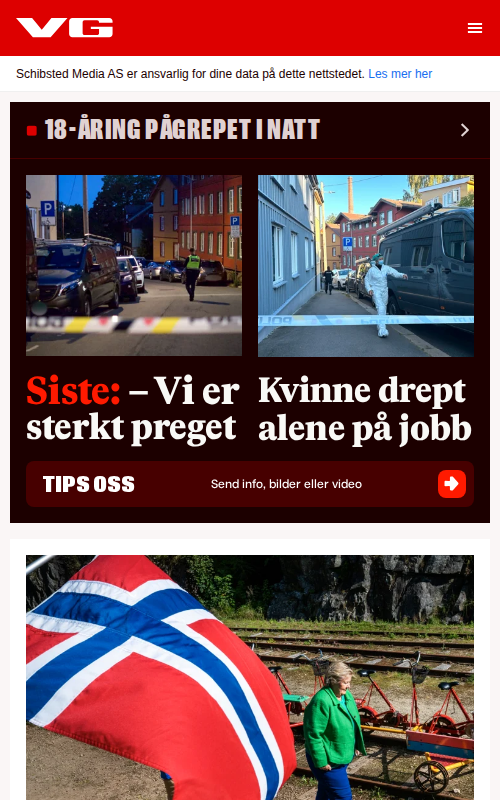 VG
Schibsted Media AS er ansvarlig for dine data på dette nettstedet. Les mer her
18-ÅRING PÅGREPET I NATT
P
P
P
Siste: – Vi er
sterkt preget
Kvinne drept
alene på jobb
TIPS OSS
Send info, bilder eller video